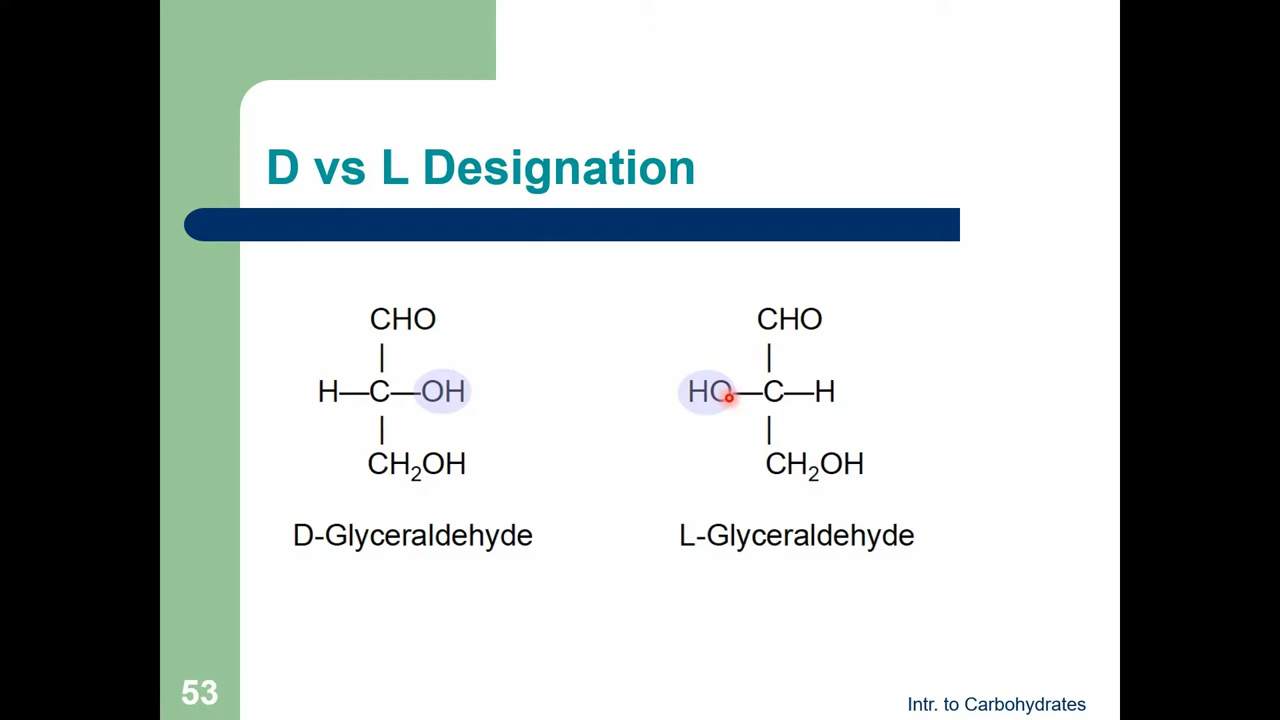 D vs L Designation
CHO CHO
| |
H—C—OH HO—C—H
| |
CH₂OH CH₂OH
D-Glyceraldehyde L-Glyceraldehyde
53 Intr. to Carbohydrates